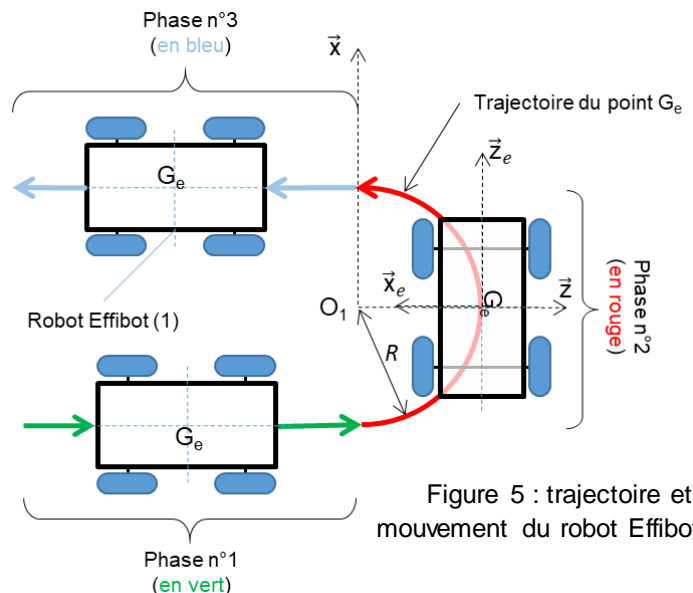 Phase n°3
(en bleu)
x⃗
Trajectoire du point Gₑ
z⃗ₑ
Gₑ
x⃗ₑ
Gₑ
z⃗
O₁
Phase n°2
(en rouge)
Robot Effibot (1)
R
Gₑ
Figure 5 : trajectoire et
mouvement du robot Effibot
Phase n°1
(en vert)